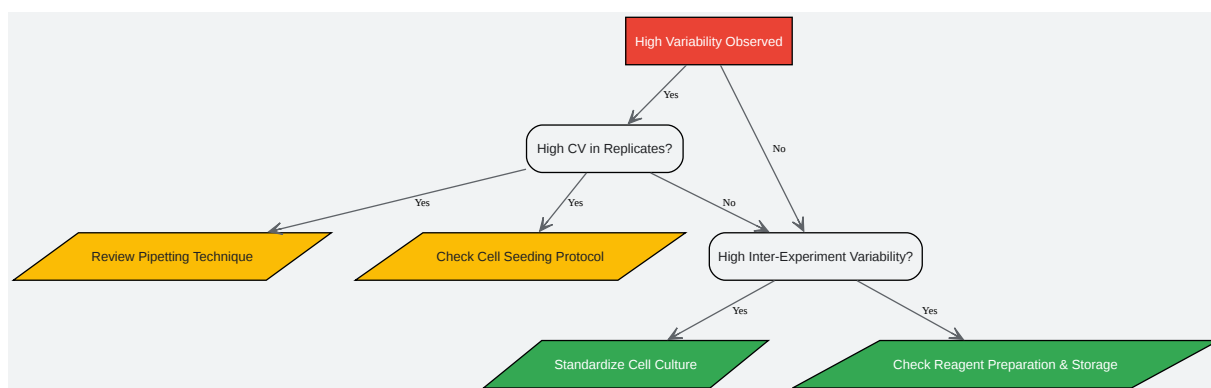 High Variability Observed
Yes
High CV in Replicates?
No
Yes
Yes
No
Review Pipetting Technique
Check Cell Seeding Protocol
High Inter-Experiment Variability?
Yes
Yes
Standardize Cell Culture
Check Reagent Preparation & Storage